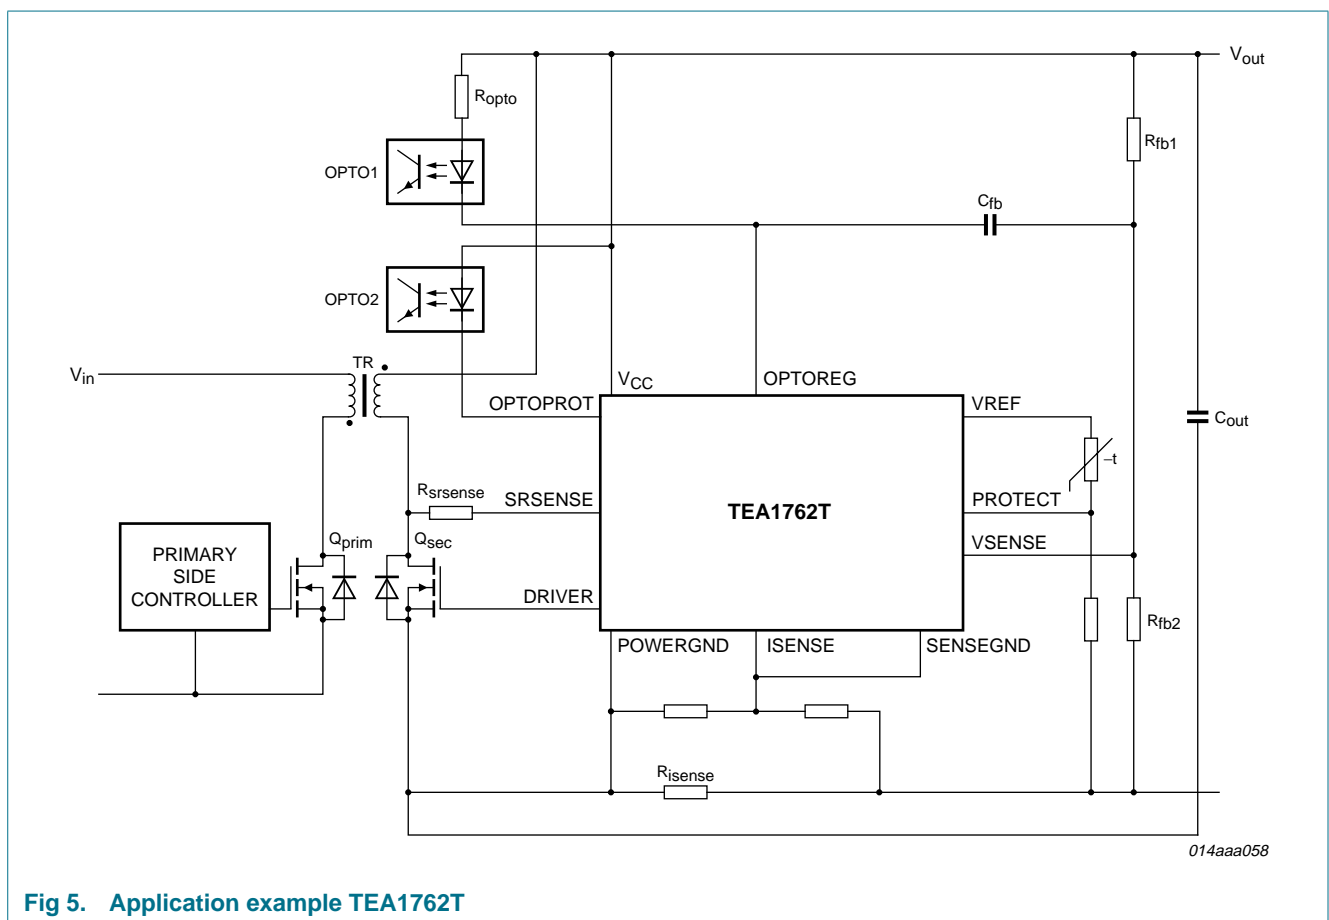 Vout
Ropto
OPTO1
Rfb1
Cfb
OPTO2
Vin
TR
VCC
OPTOREG
OPTOPROT
VREF
Cout
–t
Rsrsense
SRSENSE
PROTECT
TEA1762T
Qprim
Qsec
VSENSE
PRIMARY
SIDE
CONTROLLER
DRIVER
Rfb2
POWERGND
ISENSE
SENSEGND
Risense
014aaa058
Fig 5. Application example TEA1762T